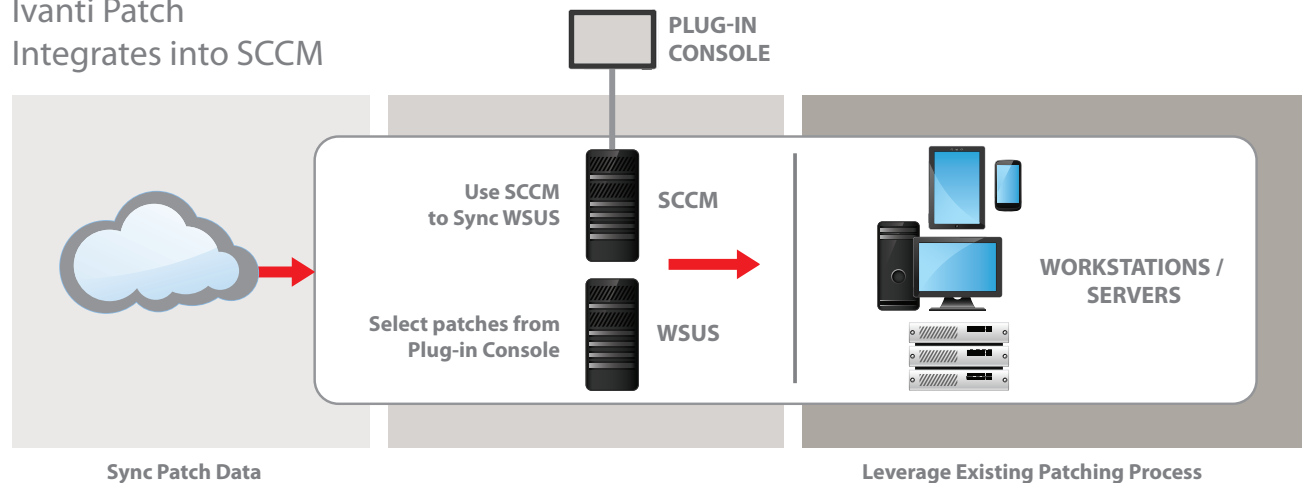 Ivanti Patch
Integrates into SCCM
PLUG-IN
CONSOLE
Use SCCM
to Sync WSUS
SCCM
Select patches from
Plug-in Console
WSUS
WORKSTATIONS /
SERVERS
Sync Patch Data
Leverage Existing Patching Process